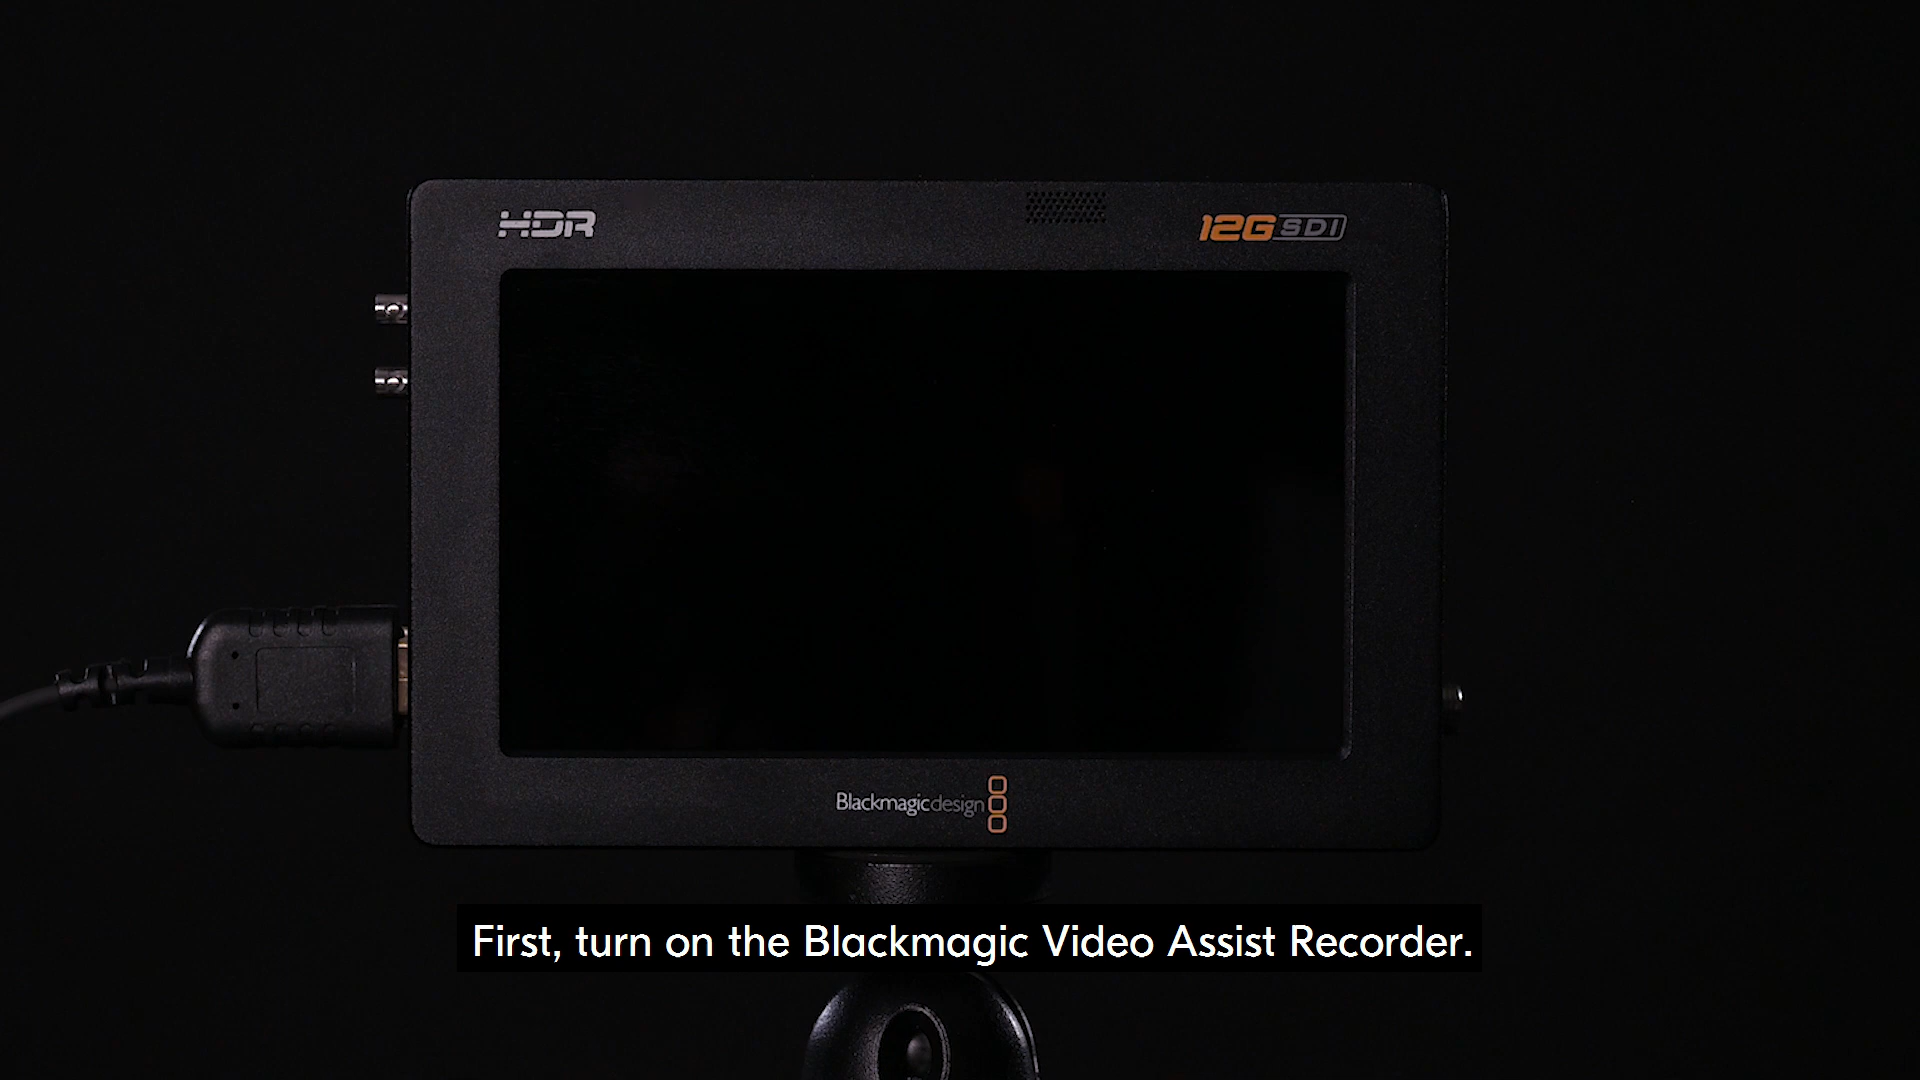 HDR
12G SDI
Blackmagicdesign
First, turn on the Blackmagic Video Assist Recorder.